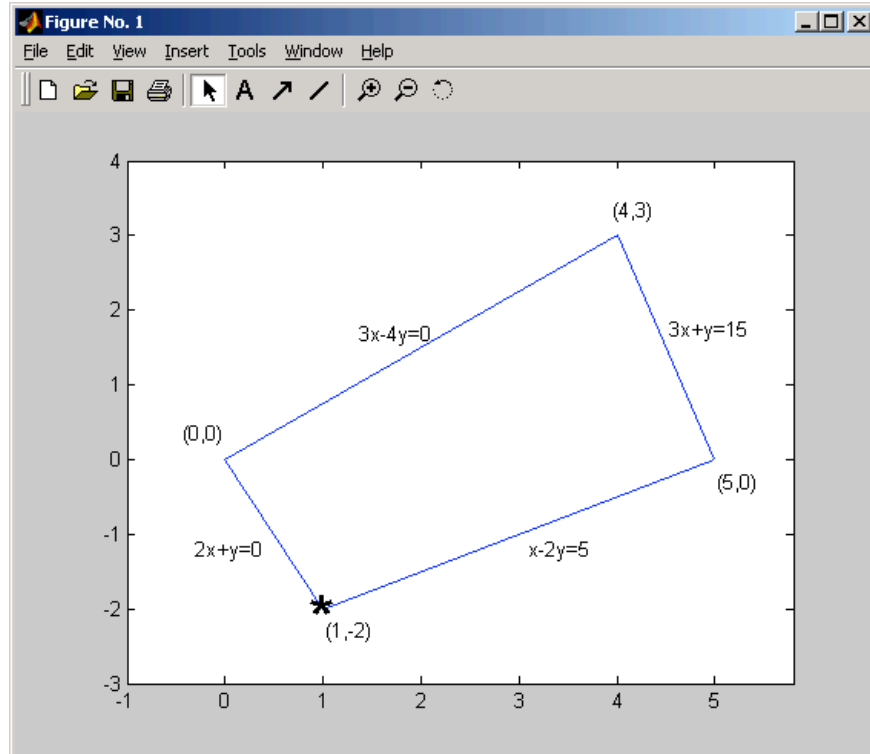 Figure No. 1
File Edit View Insert Tools Window Help
A
4
(4,3)
3
2
3x-4y=0
3x+y=15
1
(0,0)
0
(5,0)
-1
2x+y=0
x-2y=5
-2
(1,-2)
-3
-1 0 1 2 3 4 5